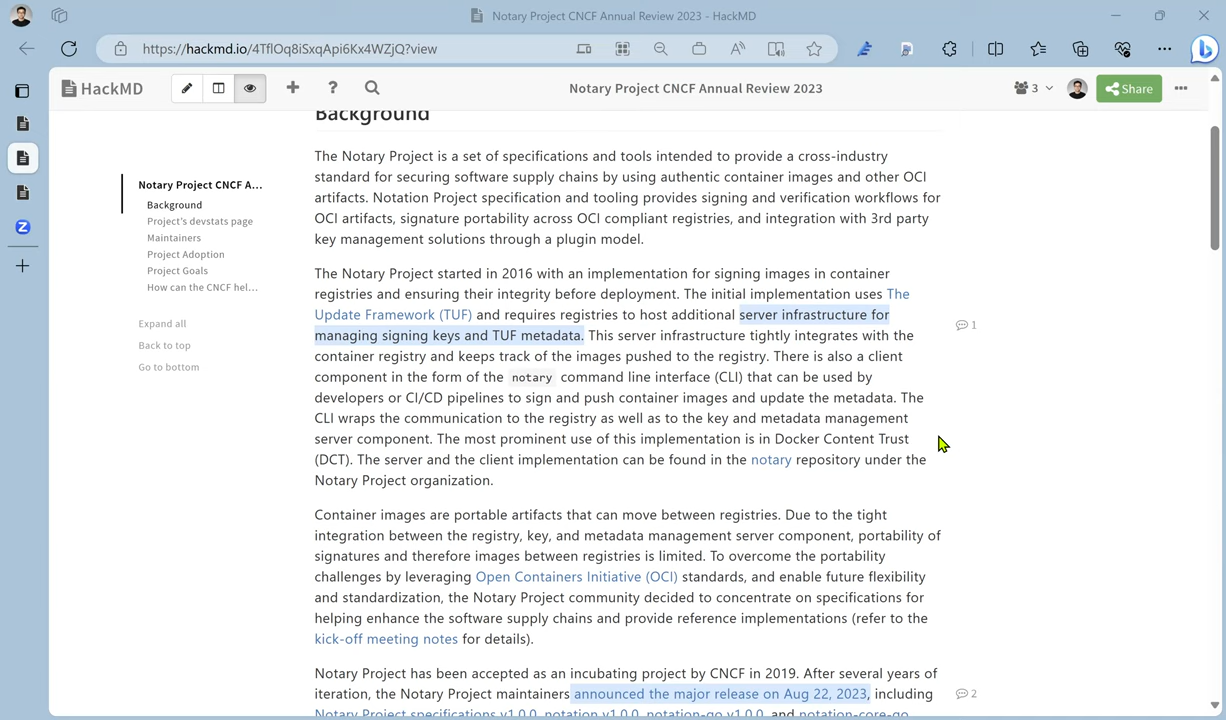 Notary Project CNCF Annual Review 2023 - HackMD
https://hackmd.io/4TflOq8iSxqApi6Kx4WZjQ?view
HackMD
Notary Project CNCF Annual Review 2023
3
Share
Notary Project CNCF A...
Background
Project's devstats page
Maintainers
Project Adoption
Project Goals
How can the CNCF hel...
Expand all
Back to top
Go to bottom
Background
The Notary Project is a set of specifications and tools intended to provide a cross-industry
standard for securing software supply chains by using authentic container images and other OCI
artifacts. Notation Project specification and tooling provides signing and verification workflows for
OCI artifacts, signature portability across OCI compliant registries, and integration with 3rd party
key management solutions through a plugin model.
The Notary Project started in 2016 with an implementation for signing images in container
registries and ensuring their integrity before deployment. The initial implementation uses The
Update Framework (TUF) and requires registries to host additional server infrastructure for
managing signing keys and TUF metadata. This server infrastructure tightly integrates with the
container registry and keeps track of the images pushed to the registry. There is also a client
component in the form of the notary command line interface (CLI) that can be used by
developers or CI/CD pipelines to sign and push container images and update the metadata. The
CLI wraps the communication to the registry as well as to the key and metadata management
server component. The most prominent use of this implementation is in Docker Content Trust
(DCT). The server and the client implementation can be found in the notary repository under the
Notary Project organization.
1
Container images are portable artifacts that can move between registries. Due to the tight
integration between the registry, key, and metadata management server component, portability of
signatures and therefore images between registries is limited. To overcome the portability
challenges by leveraging Open Containers Initiative (OCI) standards, and enable future flexibility
and standardization, the Notary Project community decided to concentrate on specifications for
helping enhance the software supply chains and provide reference implementations (refer to the
kick-off meeting notes for details).
Notary Project has been accepted as an incubating project by CNCF in 2019. After several years of
iteration, the Notary Project maintainers announced the major release on Aug 22, 2023, including
Notary Project specifications v1.0.0, notation v1.0.0, notation-go v1.0.0, and notation-core-go
2